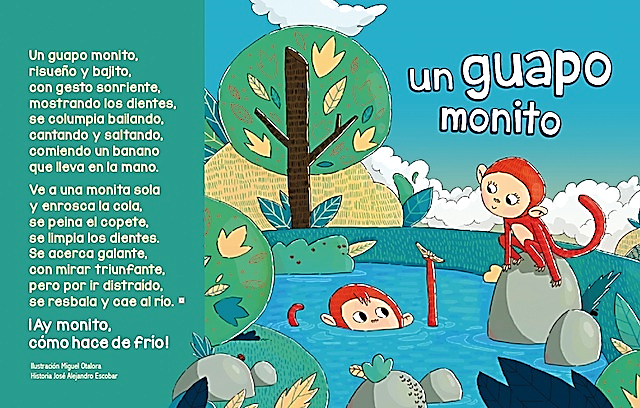 Un guapo monito,
risueño y bajito,
con gesto sonriente,
mostrando los dientes,
se columpia bailando,
cantando y saltando,
comiendo un banano
que lleva en la mano.
Ve a una monita sola
y enrosca la cola,
se peina el copete,
se limpia los dientes.
Se acerca galante,
con mirar triunfante,
pero por ir distraído,
se resbala y cae al río.
¡Ay monito,
cómo hace de frío!
Ilustración Miguel Otálora
Historia José Alejandro Escobar
un guapo
monito